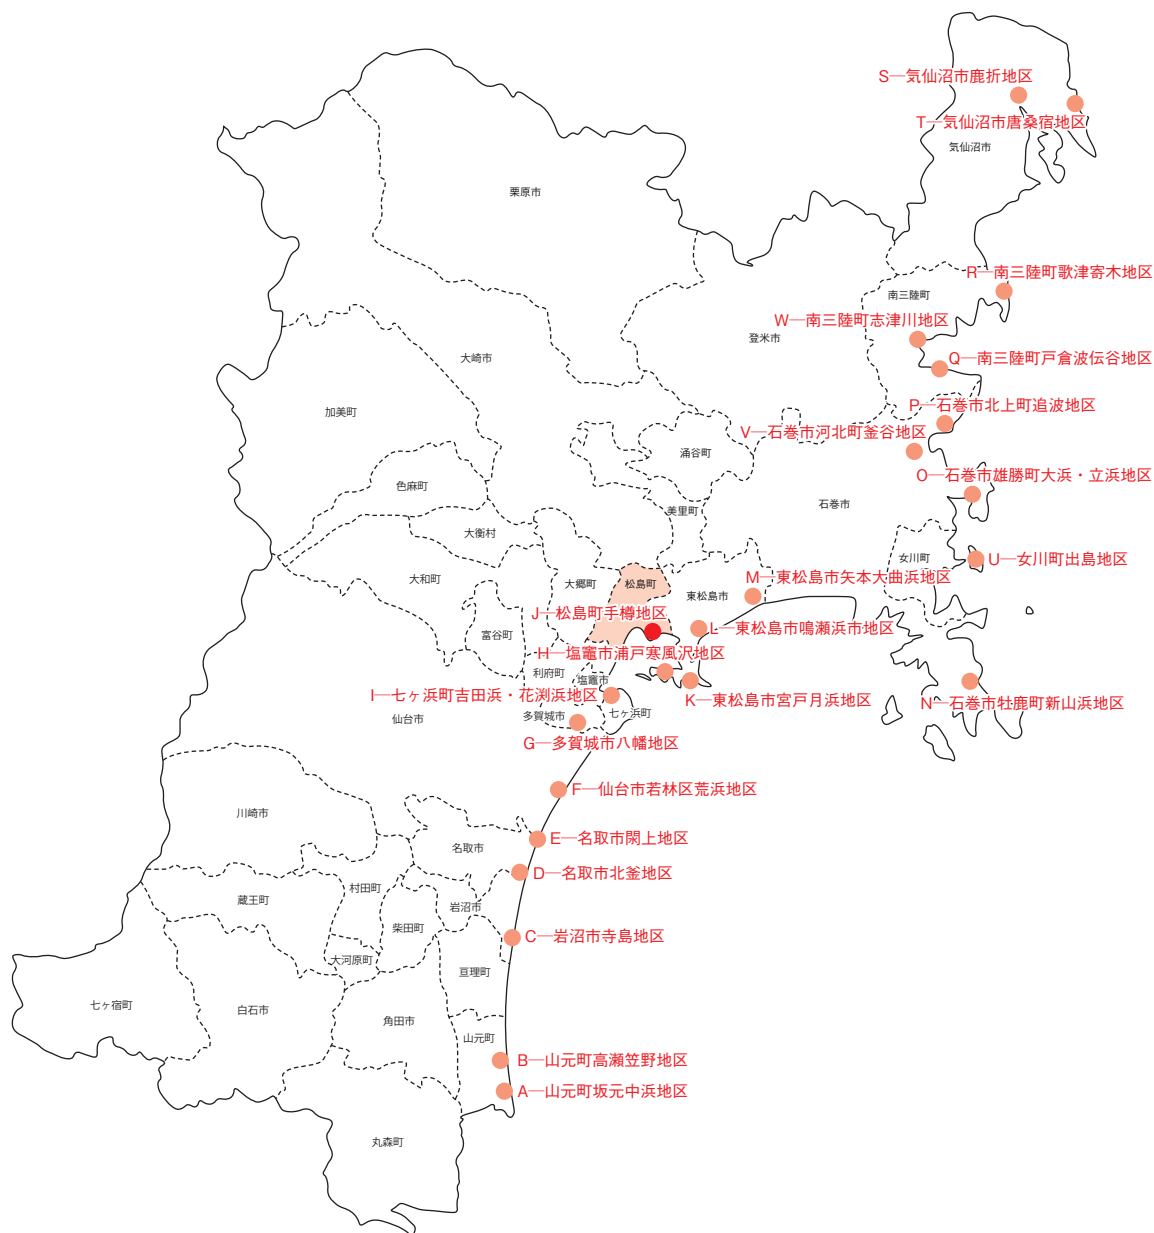 S—気仙沼市鹿折地区
T—気仙沼市唐桑宿地区
気仙沼市
栗原市
R—南三陸町歌津寄木地区
南三陸町
W—南三陸町志津川地区
登米市
Q—南三陸町戸倉波伝谷地区
大崎市
P—石巻市北上町追波地区
加美町
V—石巻市河北町釜谷地区
涌谷町
O—石巻市雄勝町大浜・立浜地区
色麻町
石巻市
美里町
大衡村
女川町
U—女川町出島地区
大和町
大郷町
松島町
M—東松島市矢本大曲浜地区
東松島市
J—松島町手樽地区
L—東松島市鳴瀬浜市地区
富谷町
H—塩竈市浦戸寒風沢地区
利府町
塩竈市
I—七ヶ浜町吉田浜・花渕浜地区
K—東松島市宮戸月浜地区
N—石巻市牡鹿町新山浜地区
仙台市
多賀城市
七ヶ浜町
G—多賀城市八幡地区
F—仙台市若林区荒浜地区
川崎市
E—名取市閖上地区
名取市
D—名取市北釜地区
村田町
蔵王町
岩沼市
柴田町
C—岩沼市寺島地区
大河原町
亘理町
七ヶ宿町
白石市
角田市
山元町
B—山元町高瀬笠野地区
A—山元町坂元中浜地区
丸森町